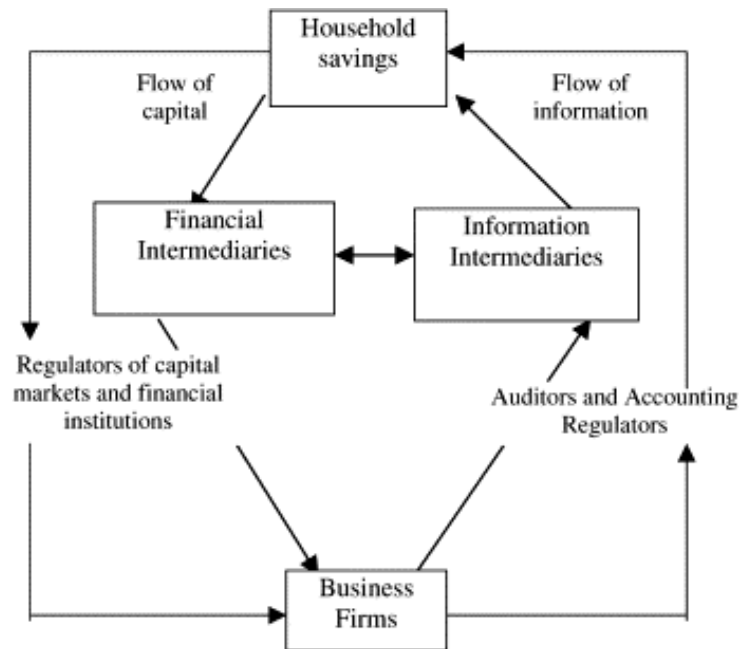 Household
savings
Flow of
capital
Flow of
information
Financial
Intermediaries
Information
Intermediaries
Regulators of capital
markets and financial
institutions
Auditors and Accounting
Regulators
Business
Firms